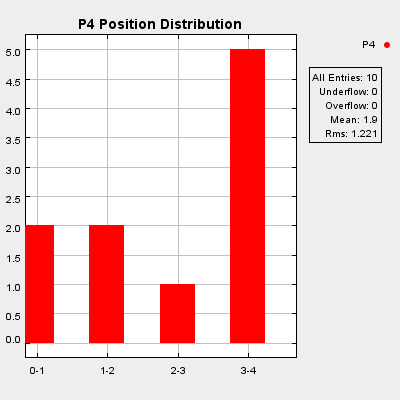 P4 Position Distribution
P4
All Entries: 10
Underflow: 0
Overflow: 0
Mean: 1.9
Rms: 1.221
5.0
4.5
4.0
3.5
3.0
2.5
2.0
1.5
1.0
0.5
0.0
0-1 1-2 2-3 3-4